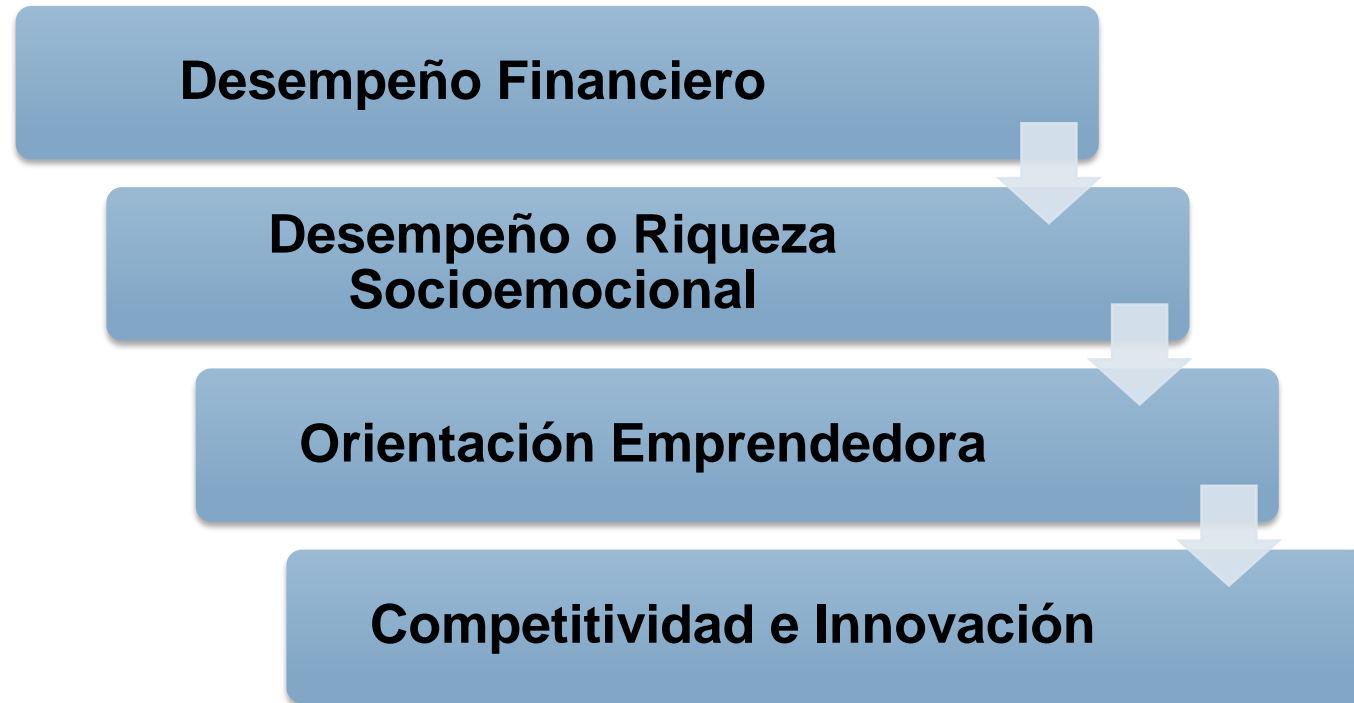 Desempeño Financiero
Desempeño o Riqueza
Socioemocional
Orientación Emprendedora
Competitividad e Innovación